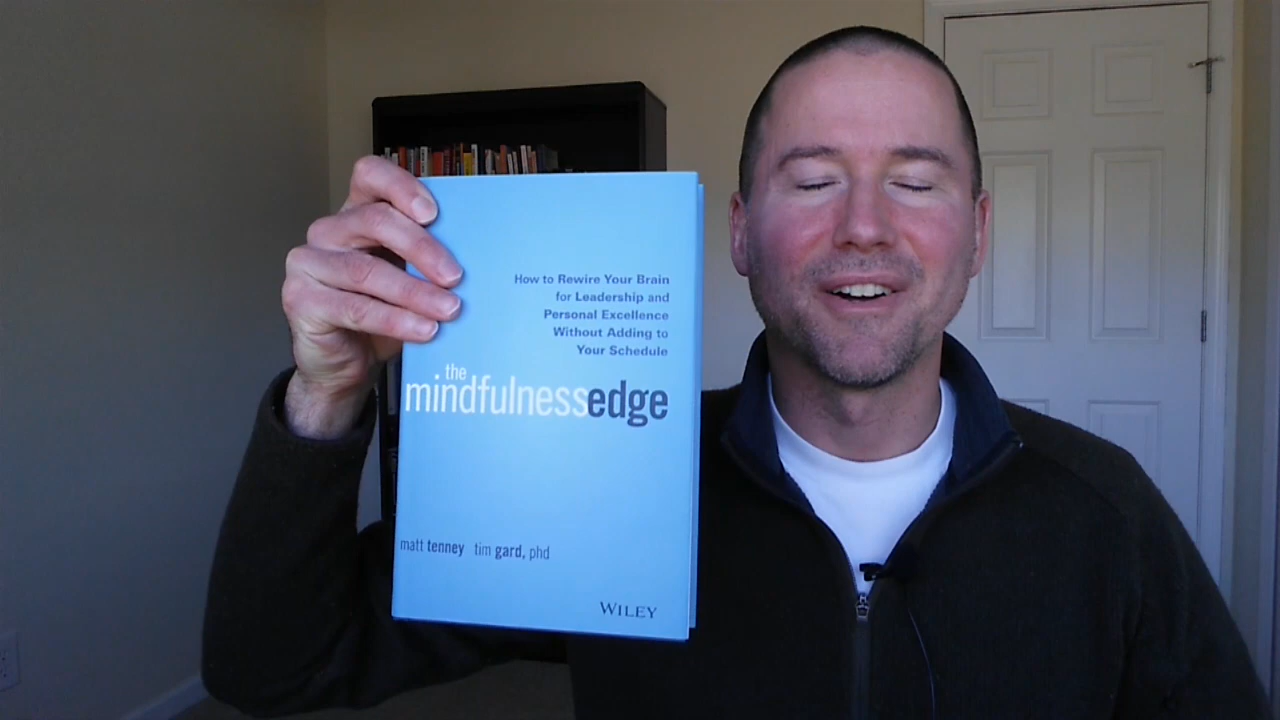 How to Rewire Your Brain
for Leadership and
Personal Excellence
Without Adding to
Your Schedule
the
mindfulnessedge
matt tenney tim gard, phd
WILEY